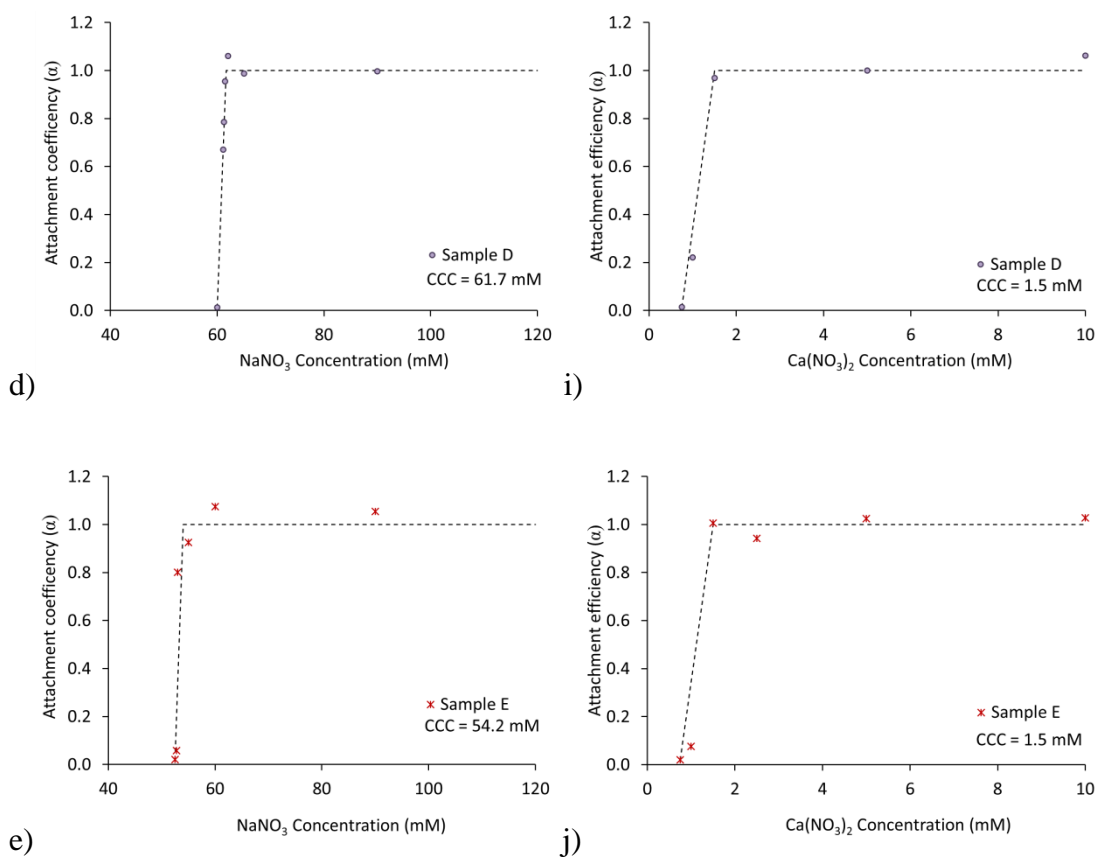 1.2
1.0
0.8
0.6
0.4
0.2
0.0
Attachment coefficency (α)
40 60 80 100 120
NaNO₃ Concentration (mM)
Sample D
CCC = 61.7 mM
d)
1.2
1.0
0.8
0.6
0.4
0.2
0.0
Attachment efficiency (α)
0 2 4 6 8 10
Ca(NO₃)₂ Concentration (mM)
Sample D
CCC = 1.5 mM
i)
1.2
1.0
0.8
0.6
0.4
0.2
0.0
Attachment coefficency (α)
40 60 80 100 120
NaNO₃ Concentration (mM)
Sample E
CCC = 54.2 mM
e)
1.2
1.0
0.8
0.6
0.4
0.2
0.0
Attachment efficiency (α)
0 2 4 6 8 10
Ca(NO₃)₂ Concentration (mM)
Sample E
CCC = 1.5 mM
j)